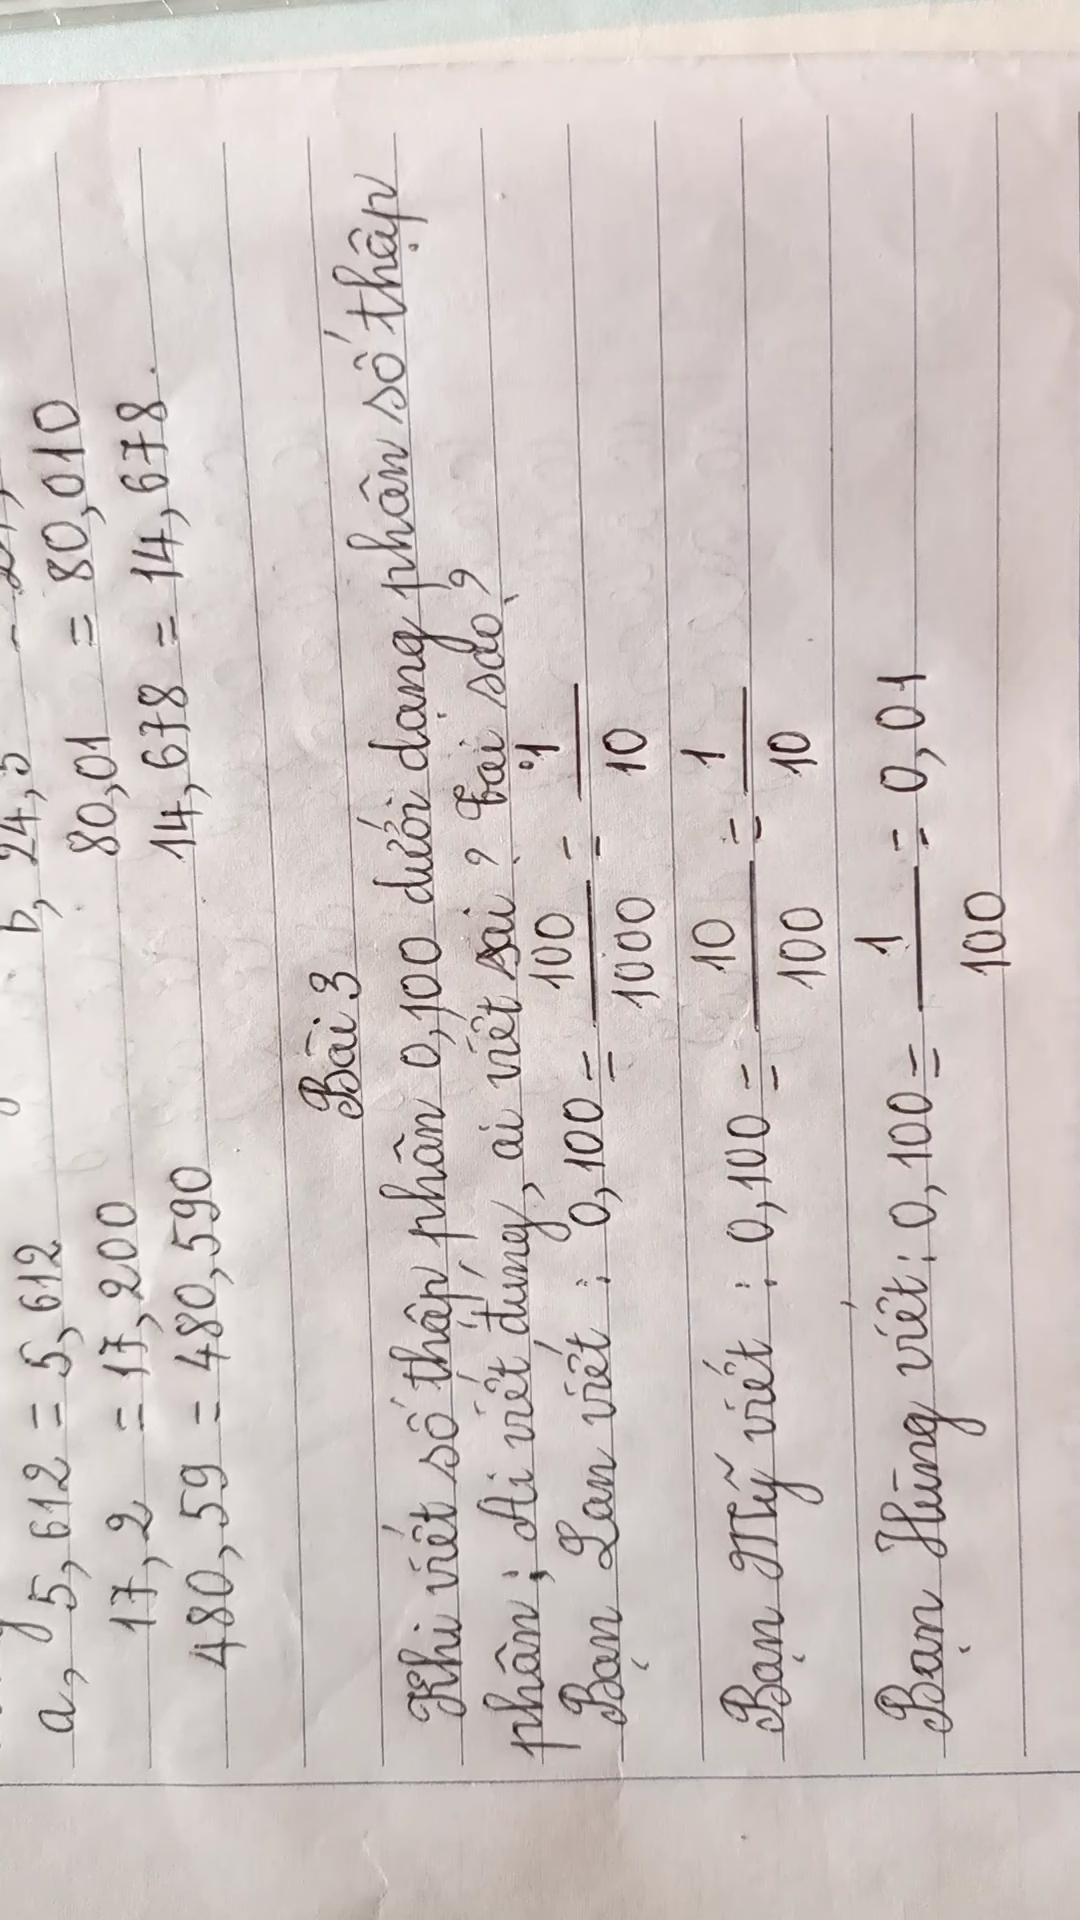 a, 5,612 = 5,612
17,2 = 17,200
480,59 = 480,590
b, 24,5
80,01 = 80,010
14,678 = 14,678.
Bài 3
Khi viết số thập phân 0,100 dưới dạng phân số thập
phân; Ai viết đúng, ai viết sai? Tại sao?
Bạn Lan viết: 0,100 = 100/1000 = 1/10
Bạn Mỹ viết: 0,100 = 10/100 = 1/10
Bạn Hùng viết: 0,100 = 1/100 = 0,01